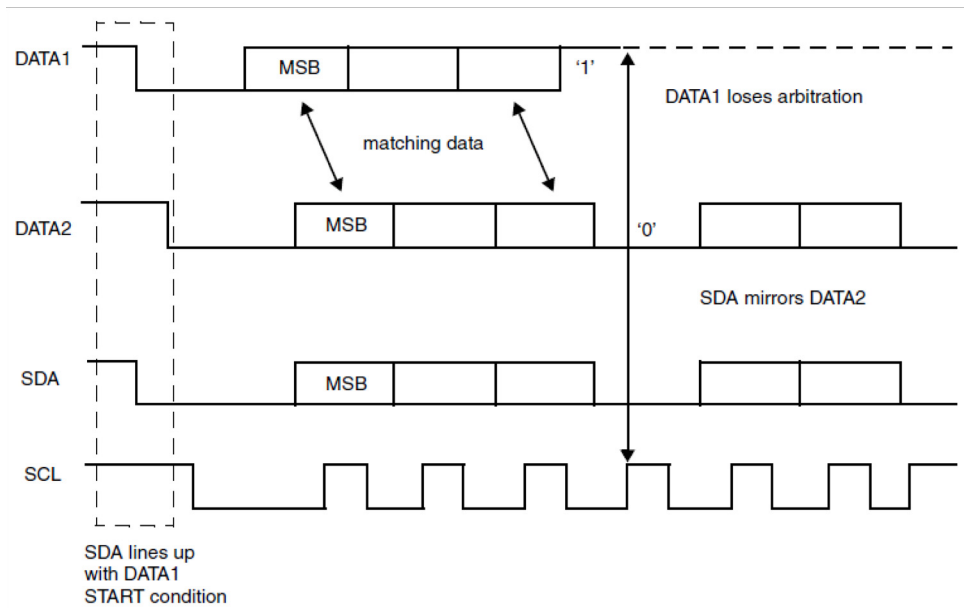 DATA1
MSB
‘1’
DATA1 loses arbitration
matching data
DATA2
MSB
‘0’
SDA mirrors DATA2
SDA
MSB
SCL
SDA lines up
with DATA1
START condition